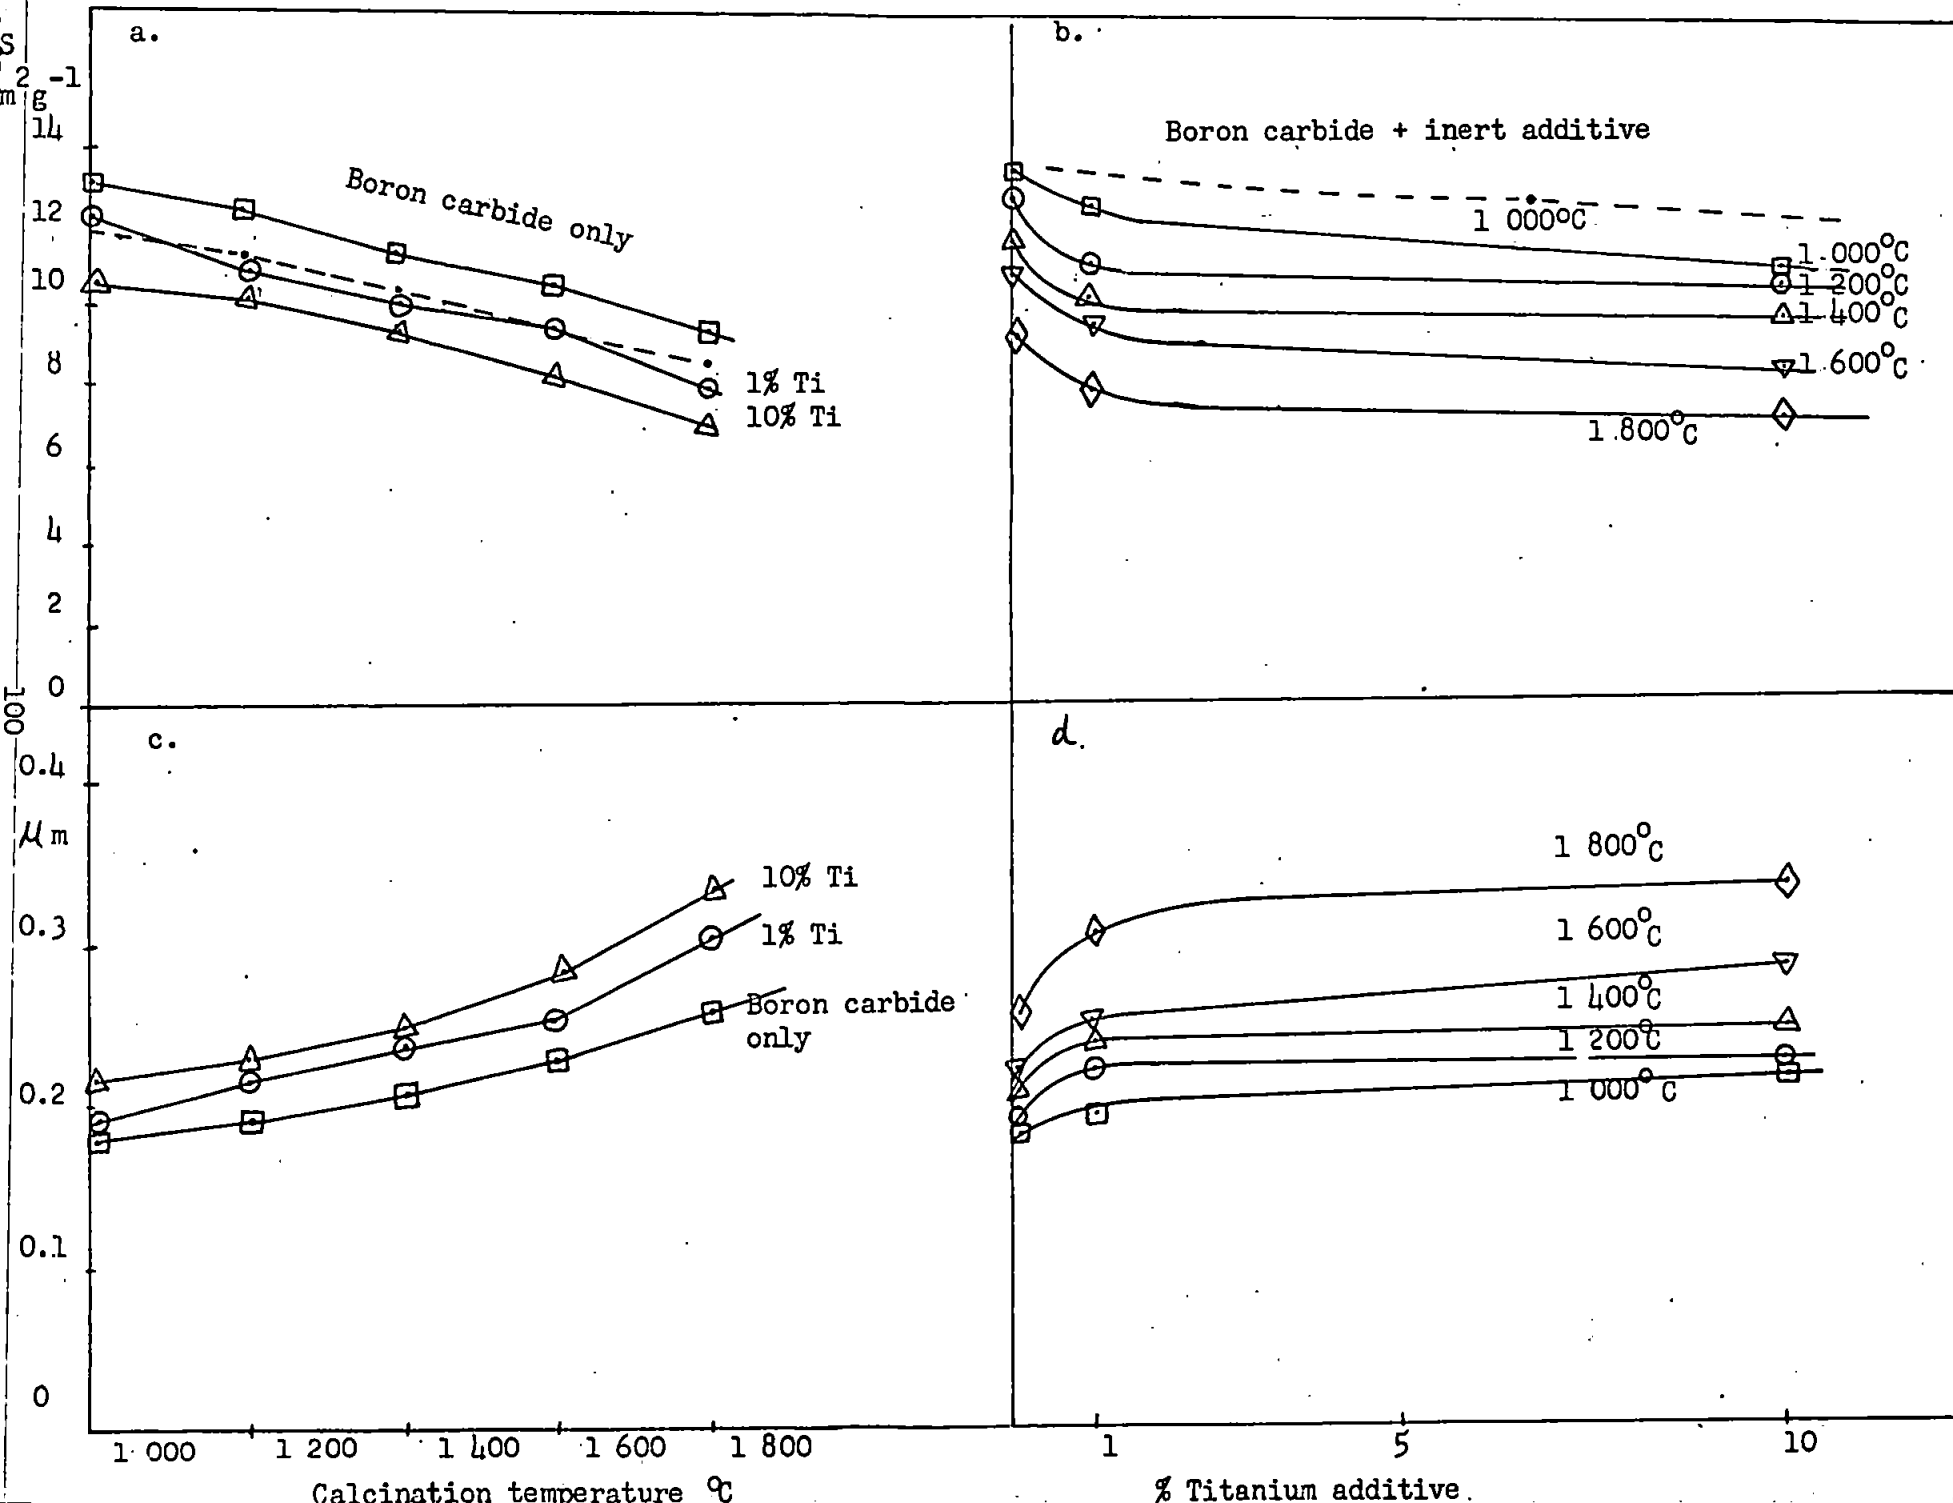 a.
S
m²g⁻¹
14
12
10
8
6
4
2
0
Boron carbide only
1% Ti
10% Ti
b.
Boron carbide + inert additive
1 000°C
1.000°C
1 200°C
1 400°C
1.600°C
1.800°C
100
c.
0.4
μm
0.3
0.2
0.1
0
10% Ti
1% Ti
Boron carbide
only
1 000 1 200 1 400 1 600 1 800
Calcination temperature °C
d.
1 800°C
1 600°C
1 400°C
1 200°C
1 000°C
1 5 10
% Titanium additive.